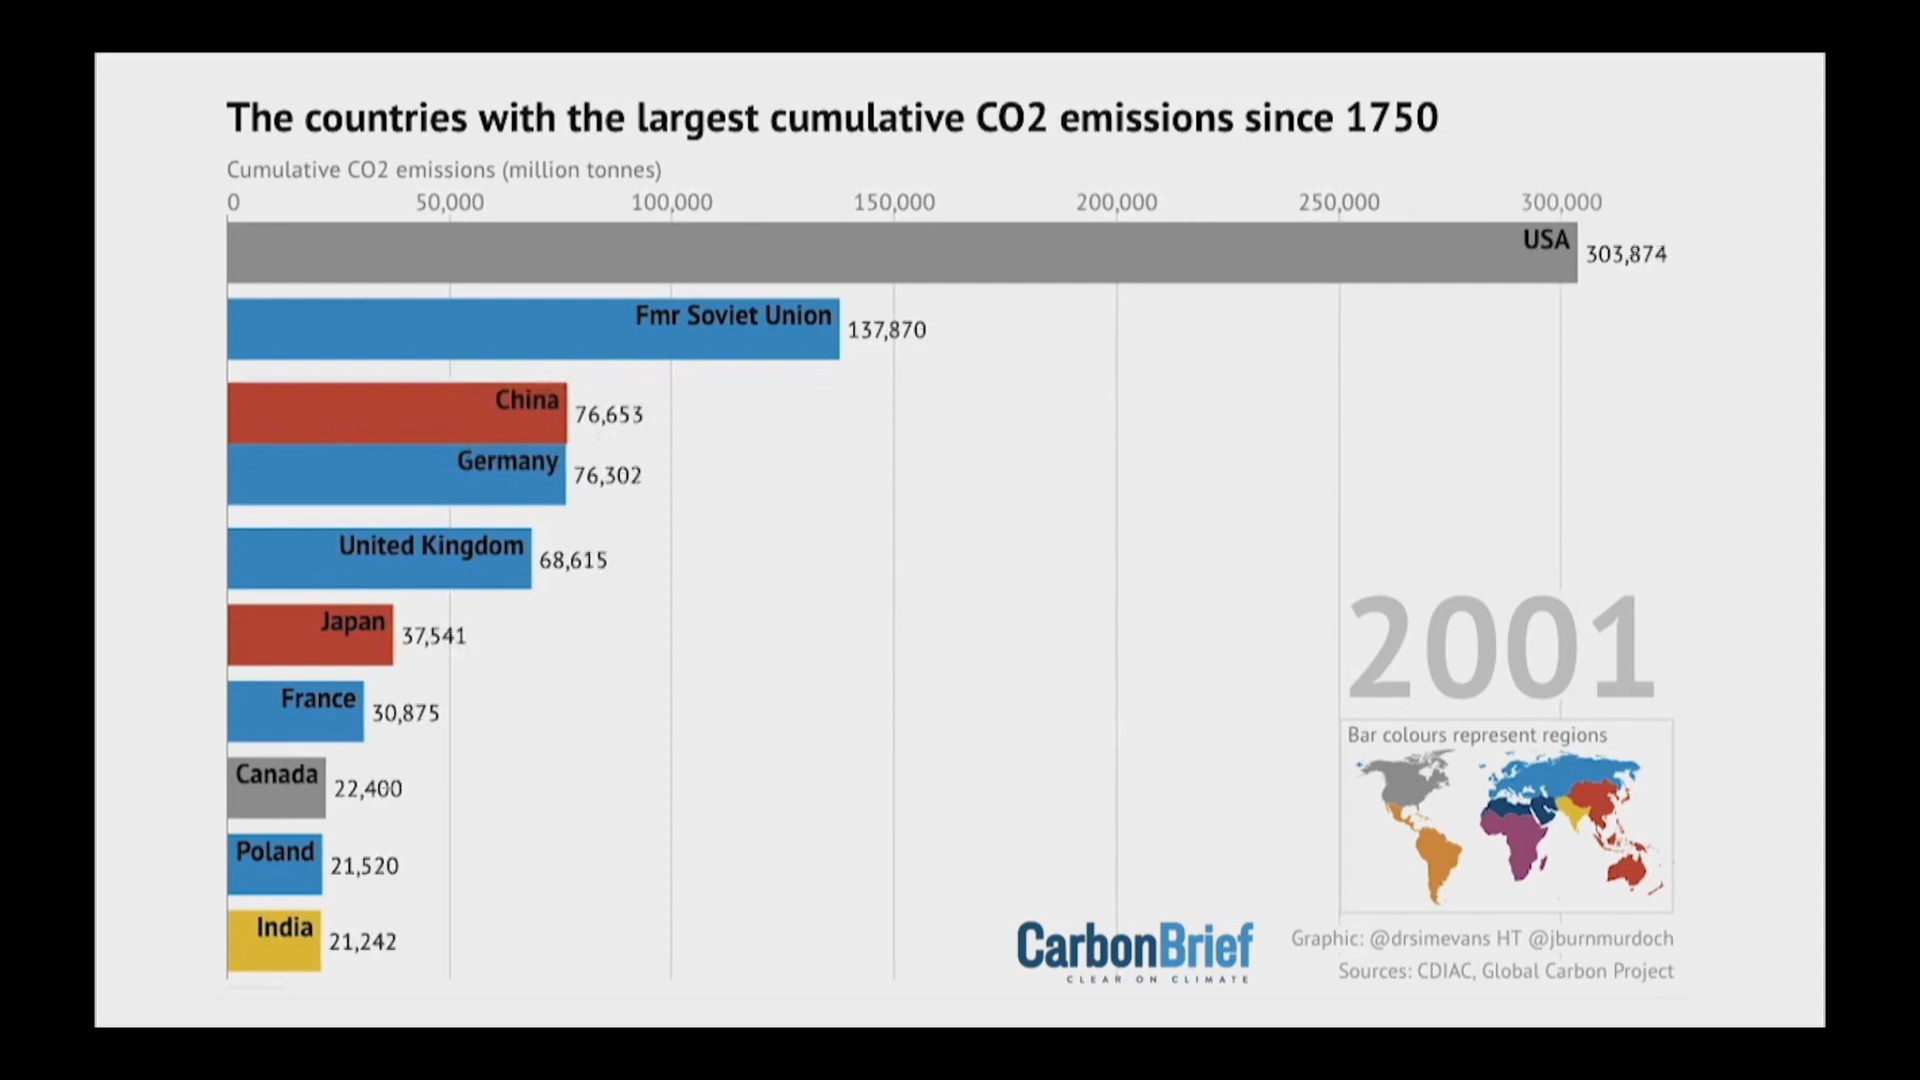 The countries with the largest cumulative CO2 emissions since 1750
Cumulative CO2 emissions (million tonnes)
0 50,000 100,000 150,000 200,000 250,000 300,000
USA 303,874
Fmr Soviet Union 137,870
China 76,653
Germany 76,302
United Kingdom 68,615
Japan 37,541
France 30,875
Canada 22,400
Poland 21,520
India 21,242
2001
Bar colours represent regions
CarbonBrief
CLEAR ON CLIMATE
Graphic: @drsimevans HT @jburnmurdoch
Sources: CDIAC, Global Carbon Project